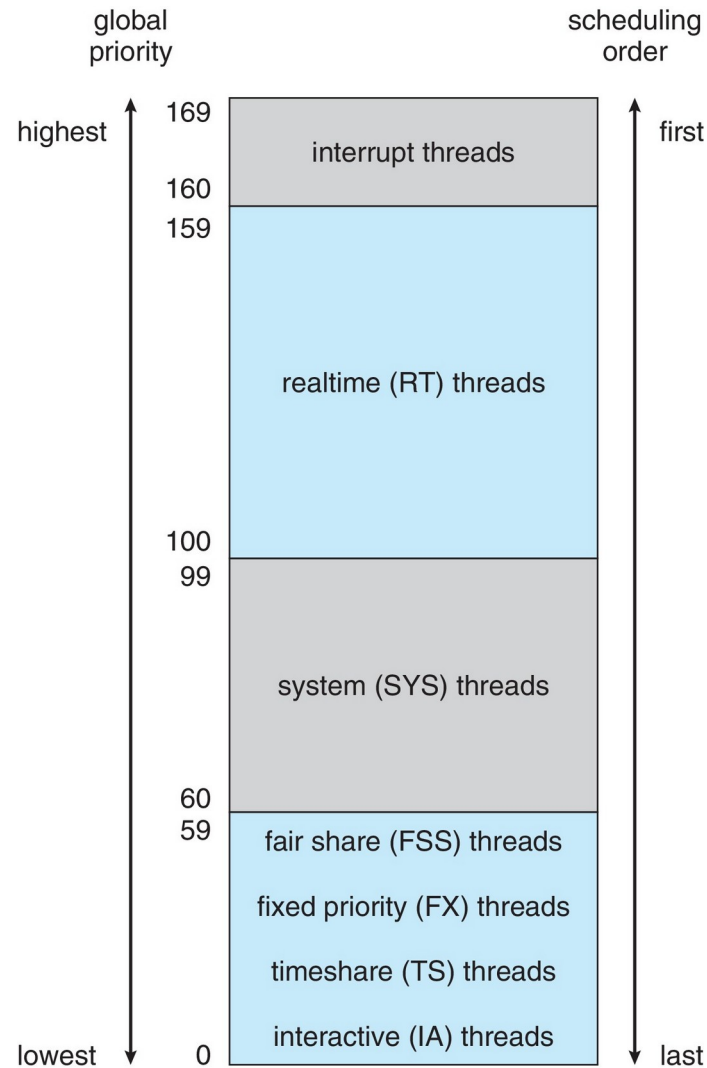 global
priority
scheduling
order
highest
169
interrupt threads
first
160
159
realtime (RT) threads
100
99
system (SYS) threads
60
59
fair share (FSS) threads
fixed priority (FX) threads
timeshare (TS) threads
interactive (IA) threads
lowest
0
last